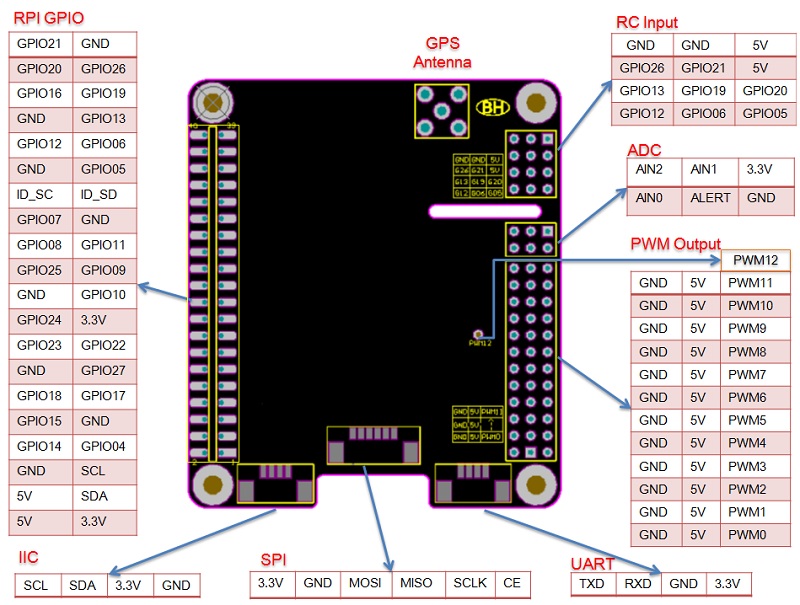 RPI GPIO
GPIO21 GND
GPIO20 GPIO26
GPIO16 GPIO19
GND GPIO13
GPIO12 GPIO06
GND GPIO05
ID_SC ID_SD
GPIO07 GND
GPIO08 GPIO11
GPIO25 GPIO09
GND GPIO10
GPIO24 3.3V
GPIO23 GPIO22
GND GPIO27
GPIO18 GPIO17
GPIO15 GND
GPIO14 GPIO04
GND SCL
5V SDA
5V 3.3V
GPS
Antenna
BH
40 39
GND GND 5V
G26 G21 5V
G13 G19 G20
G12 G06 G05
PWM12
GND 5V PWM11
GND 5V
GND 5V PWM0
2 1
RC Input
GND GND 5V
GPIO26 GPIO21 5V
GPIO13 GPIO19 GPIO20
GPIO12 GPIO06 GPIO05
ADC
AIN2 AIN1 3.3V
AIN0 ALERT GND
PWM Output
PWM12
GND 5V PWM11
GND 5V PWM10
GND 5V PWM9
GND 5V PWM8
GND 5V PWM7
GND 5V PWM6
GND 5V PWM5
GND 5V PWM4
GND 5V PWM3
GND 5V PWM2
GND 5V PWM1
GND 5V PWM0
IIC
SCL SDA 3.3V GND
SPI
3.3V GND MOSI MISO SCLK CE
UART
TXD RXD GND 3.3V